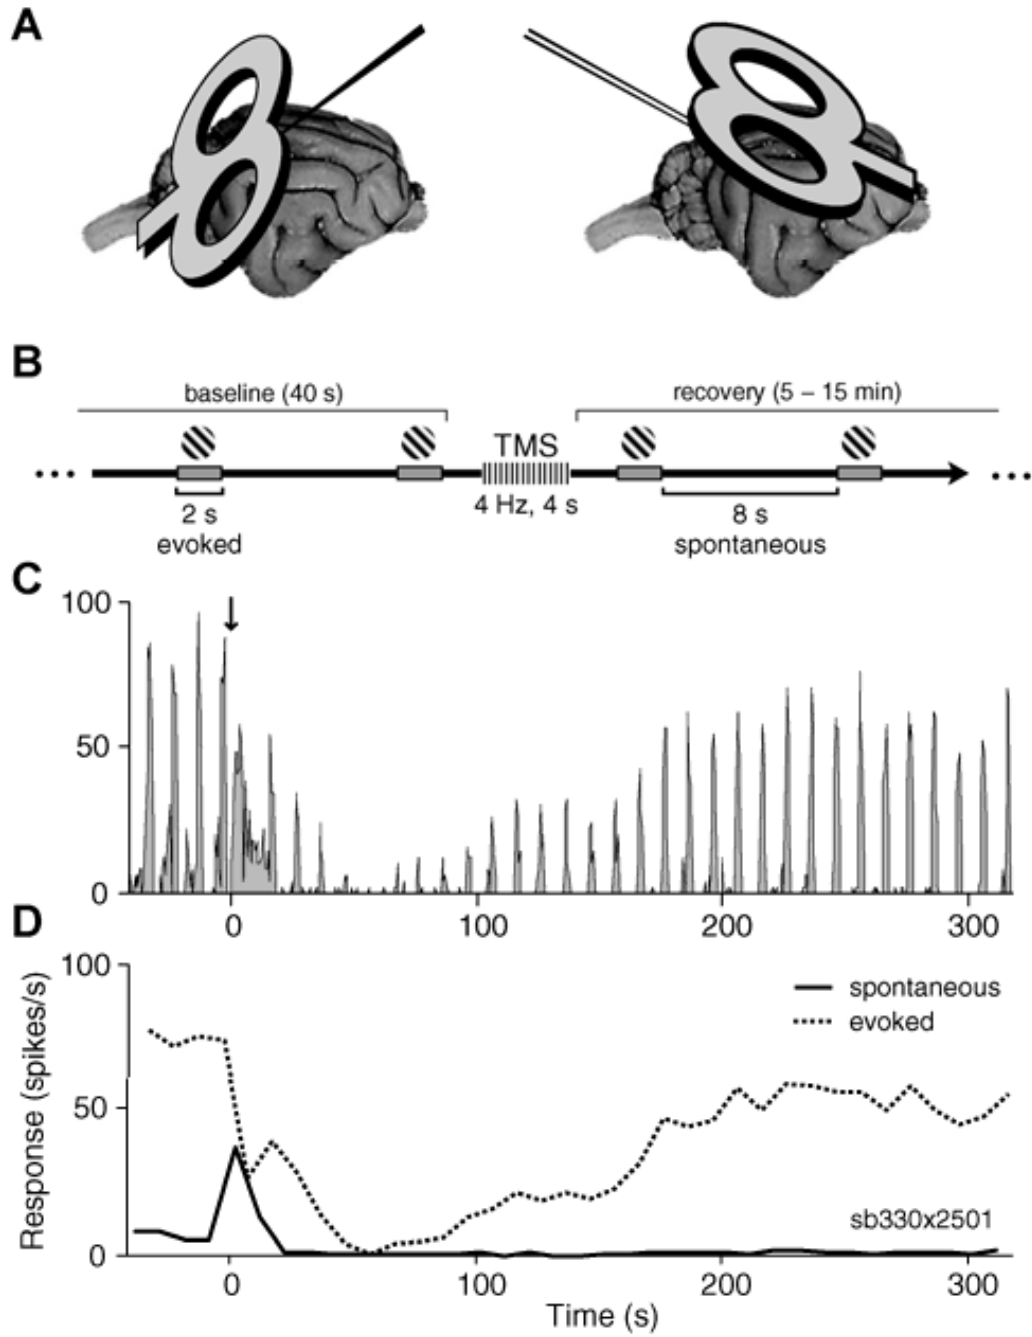 A
B
baseline (40 s)
recovery (5 – 15 min)
TMS
4 Hz, 4 s
2 s
evoked
8 s
spontaneous
C
100
50
0
0
100
200
300
D
100
50
0
Response (spikes/s)
spontaneous
evoked
sb330x2501
0
100
200
300
Time (s)